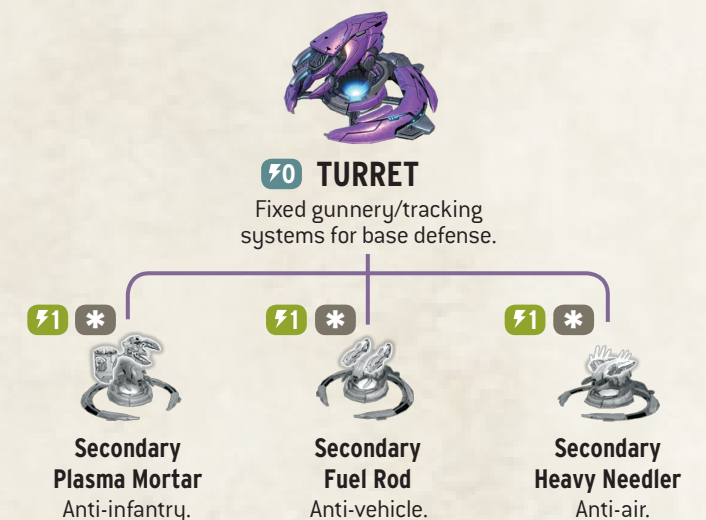 0 TURRET
Fixed gunnery/tracking
systems for base defense.
1 * 1 * 1 *
Secondary Secondary Secondary
Plasma Mortar Fuel Rod Heavy Needler
Anti-infantry. Anti-vehicle. Anti-air.